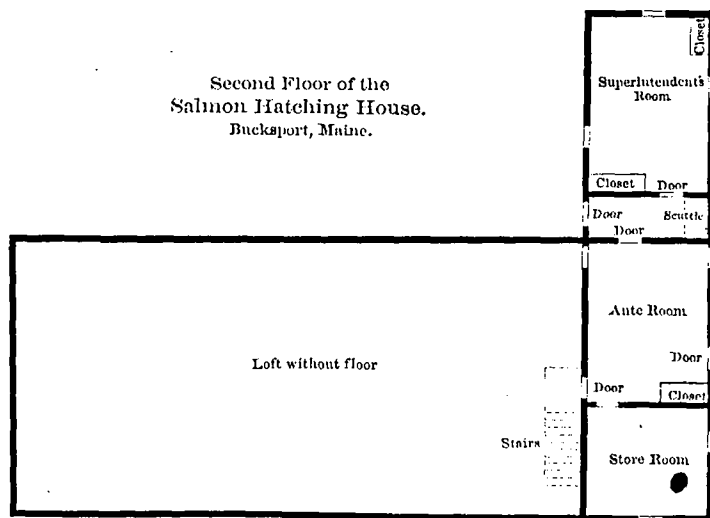 Second Floor of the
Salmon Hatching House.
Bucksport, Maine.
Closet
Superintendent's
Room
Closet Door
Door Scuttle
Door
Ante Room
Loft without floor
Door
Door
Closet
Stairs
Store Room